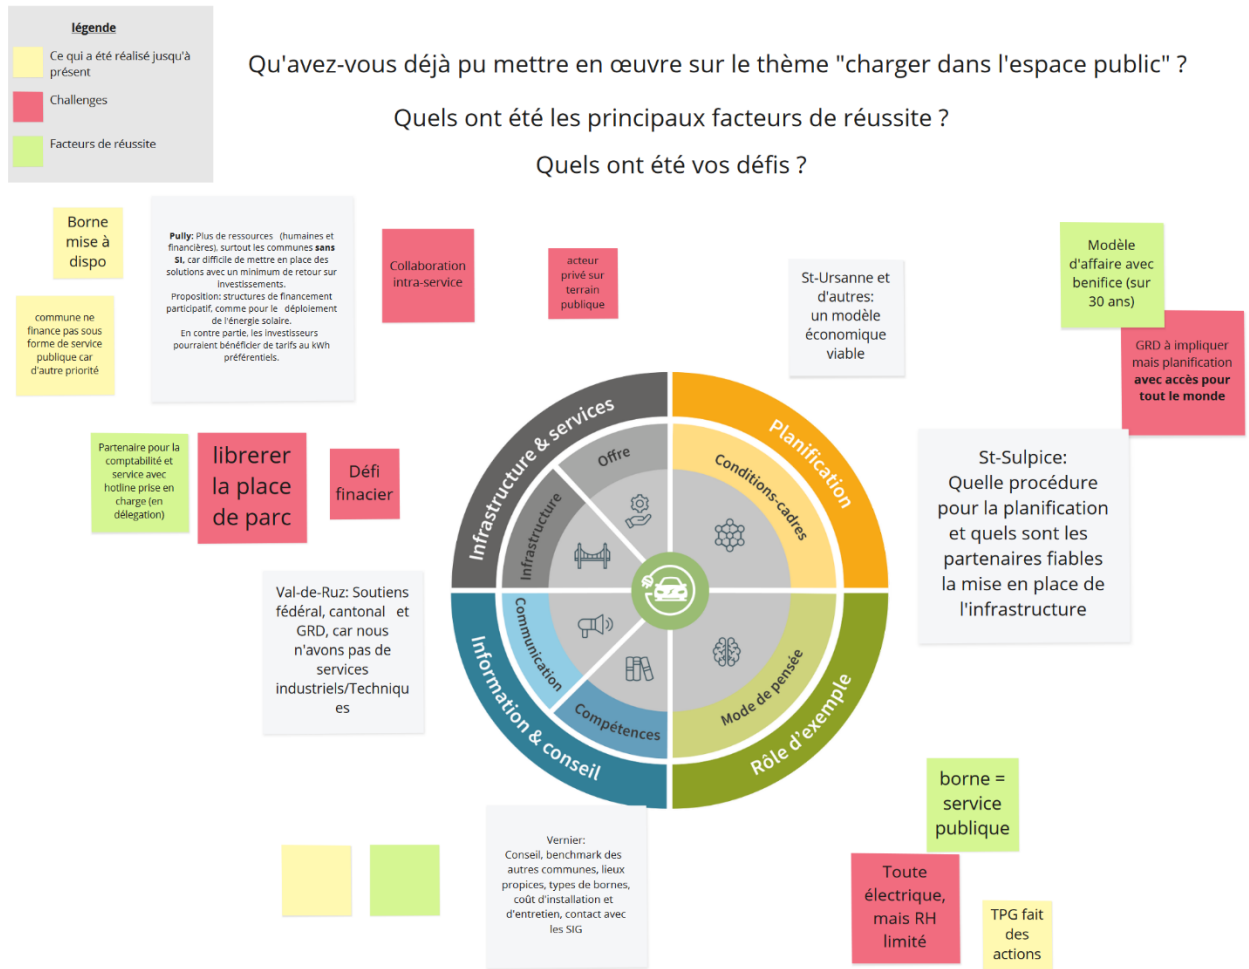 légende
Ce qui a été réalisé jusqu'à
présent
Challenges
Facteurs de réussite
Qu'avez-vous déjà pu mettre en œuvre sur le thème "charger dans l'espace public" ?
Quels ont été les principaux facteurs de réussite ?
Quels ont été vos défis ?
Borne
mise à
dispo
commune ne
finance pas sous
forme de service
publique car
d'autre priorité
Pully: Plus de ressources (humaines et
financières), surtout les communes sans
SI, car difficile de mettre en place des
solutions avec un minimum de retour sur
investissements.
Proposition: structures de financement
participatif, comme pour le déploiement
de l'énergie solaire.
En contre partie, les investisseurs
pourraient bénéficier de tarifs au kWh
préférentiels.
Collaboration
intra-service
acteur
privé sur
terrain
publique
St-Ursanne et
d'autres:
un modèle
économique
viable
Modèle
d'affaire avec
benifice (sur
30 ans)
GRD à impliquer
mais planification
avec accès pour
tout le monde
Partenaire pour la
comptabilité et
service avec
hotline prise en
charge (en
délegation)
librerer
la place
de parc
Défi
finacier
St-Sulpice:
Quelle procédure
pour la planification
et quels sont les
partenaires fiables
la mise en place de
l'infrastructure
Val-de-Ruz: Soutiens
fédéral, cantonal et
GRD, car nous
n'avons pas de
services
industriels/Techniqu
es
Infrastructure & services
Planification
Offre
Infrastructure
Conditions-cadres
Communication
Compétences
Mode de pensée
Information & conseil
Rôle d'exemple
Vernier:
Conseil, benchmark des
autres communes, lieux
propices, types de bornes,
coût d'installation et
d'entretien, contact avec
les SIG
borne =
service
publique
Toute
électrique,
mais RH
limité
TPG fait
des
actions